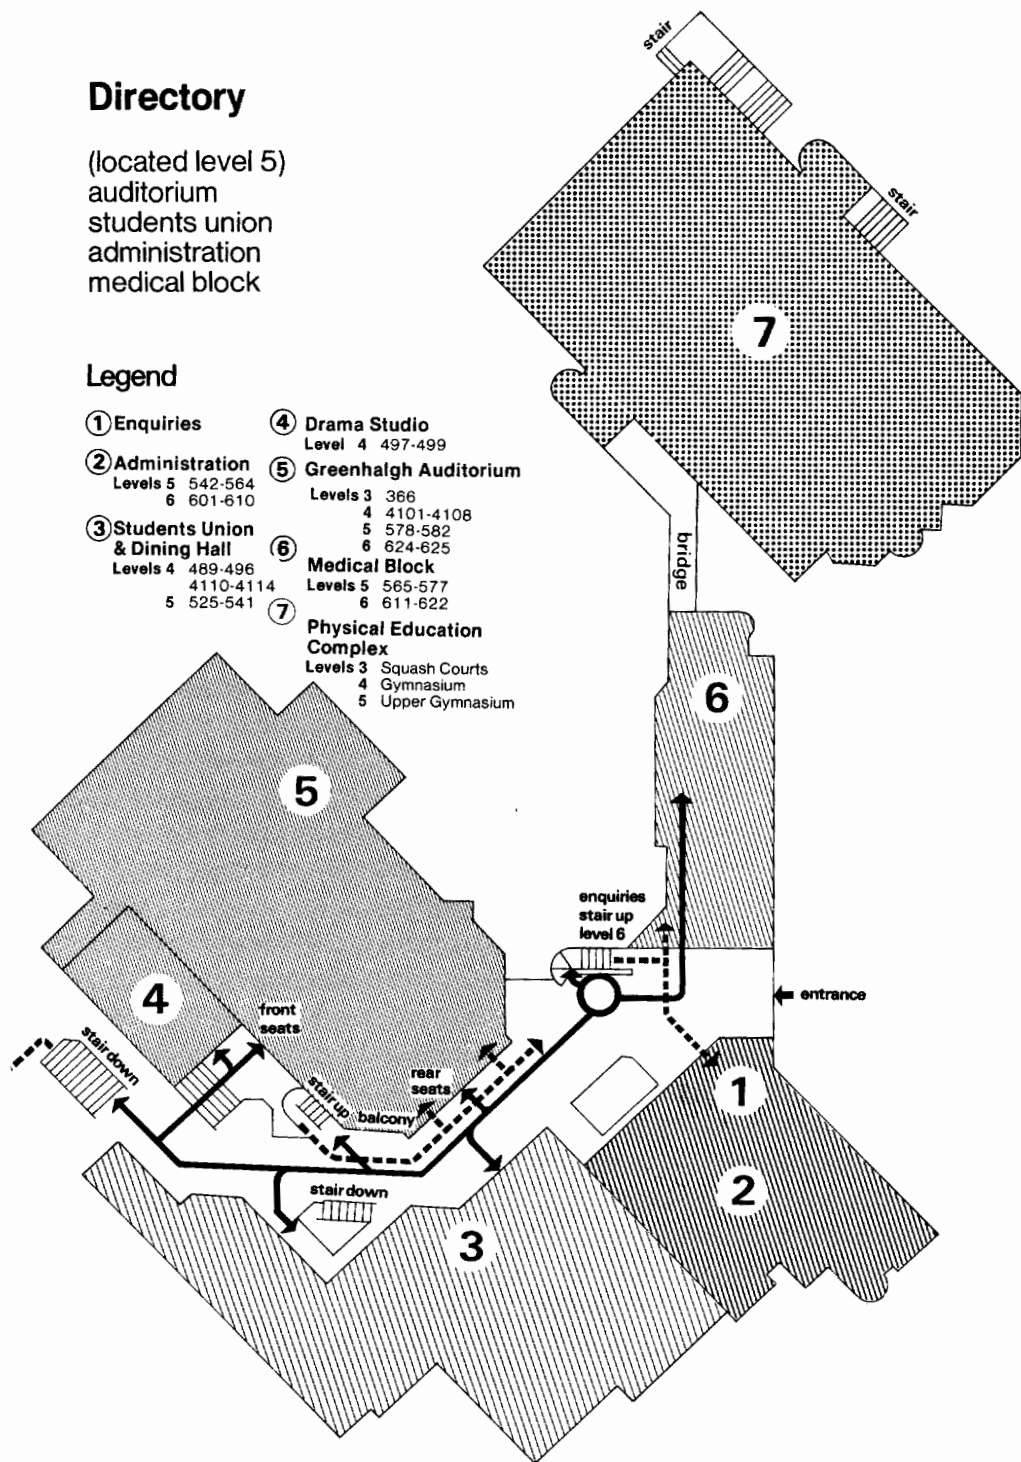 Directory
(located level 5)
auditorium
students union
administration
medical block
Legend
1 Enquiries
2 Administration
Levels 5 542-564
6 601-610
3 Students Union
& Dining Hall
Levels 4 489-496
4110-4114
5 525-541
4 Drama Studio
Level 4 497-499
5 Greenhalgh Auditorium
Levels 3 366
4 4101-4108
5 578-582
6 624-625
6
Medical Block
Levels 5 565-577
6 611-622
7
Physical Education
Complex
Levels 3 Squash Courts
4 Gymnasium
5 Upper Gymnasium
stair
stair
7
bridge
6
5
enquiries
stair up
level 6
entrance
4
front
seats
stair down
stair up
balcony
rear
seats
1
2
stair down
3